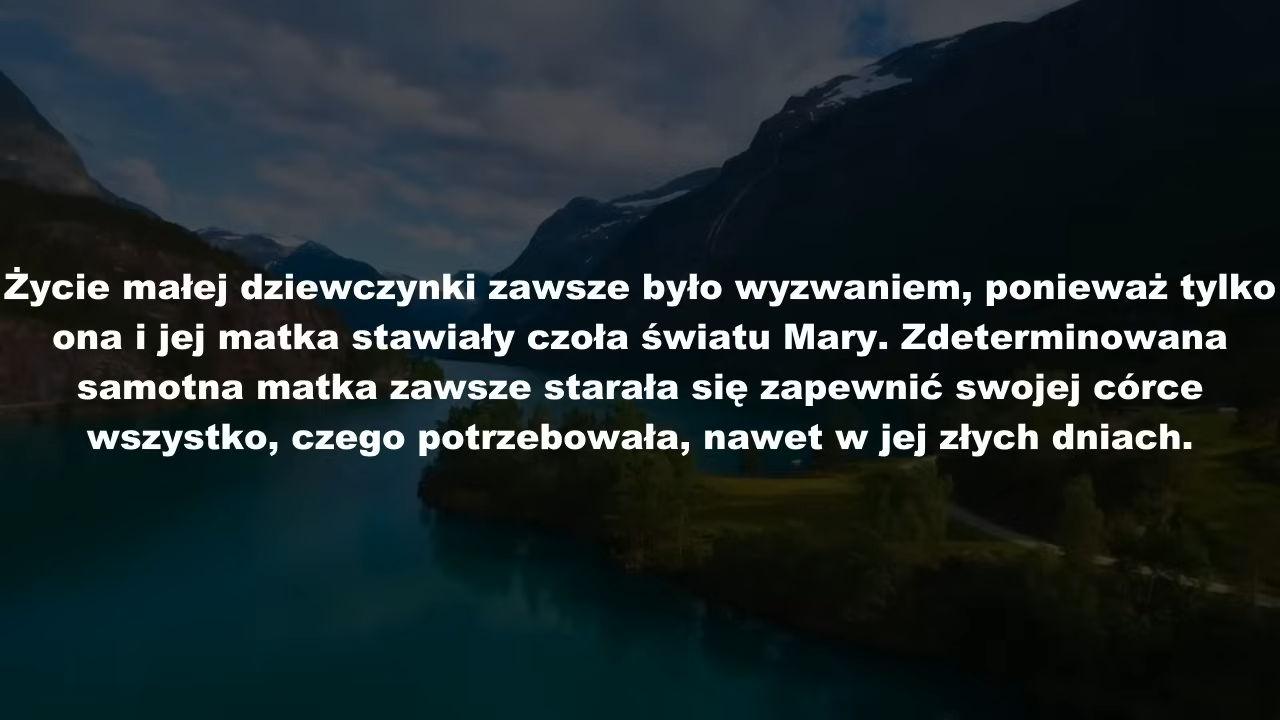 Życie małej dziewczynki zawsze było wyzwaniem, ponieważ tylko
ona i jej matka stawiały czoła światu Mary. Zdeterminowana
samotna matka zawsze starała się zapewnić swojej córce
wszystko, czego potrzebowała, nawet w jej złych dniach.